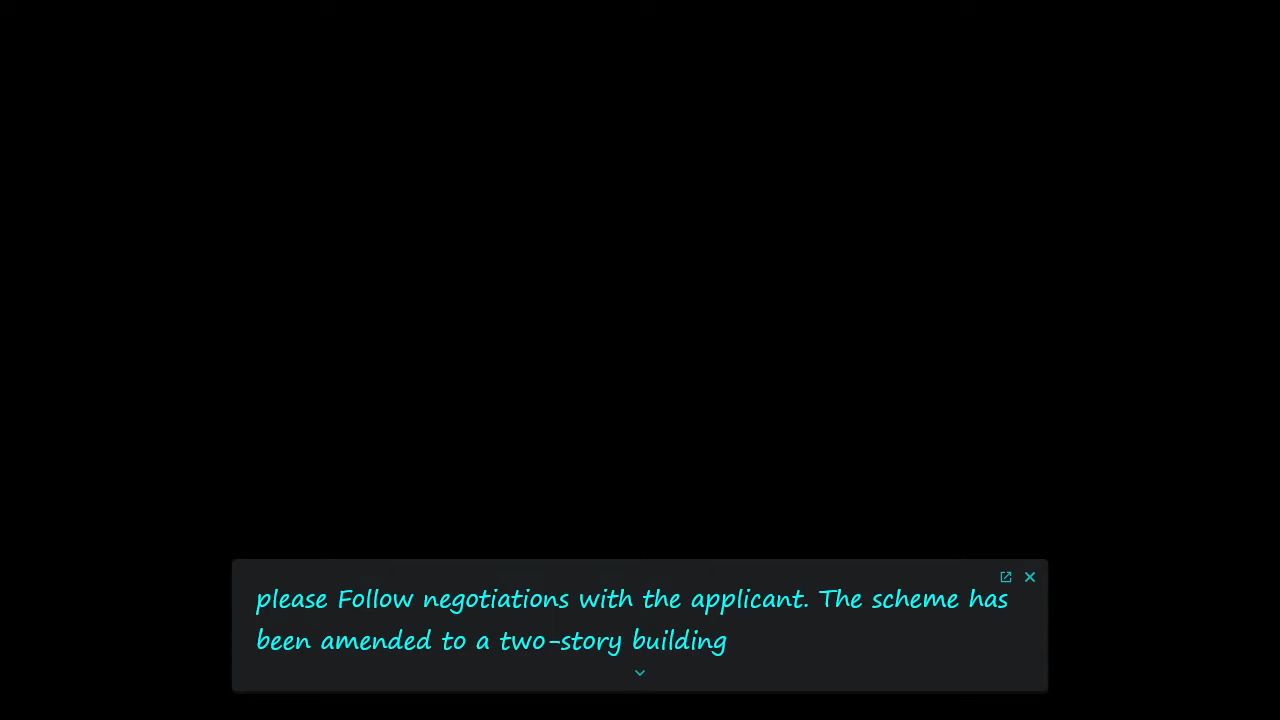 please Follow negotiations with the applicant. The scheme has
been amended to a two-story building